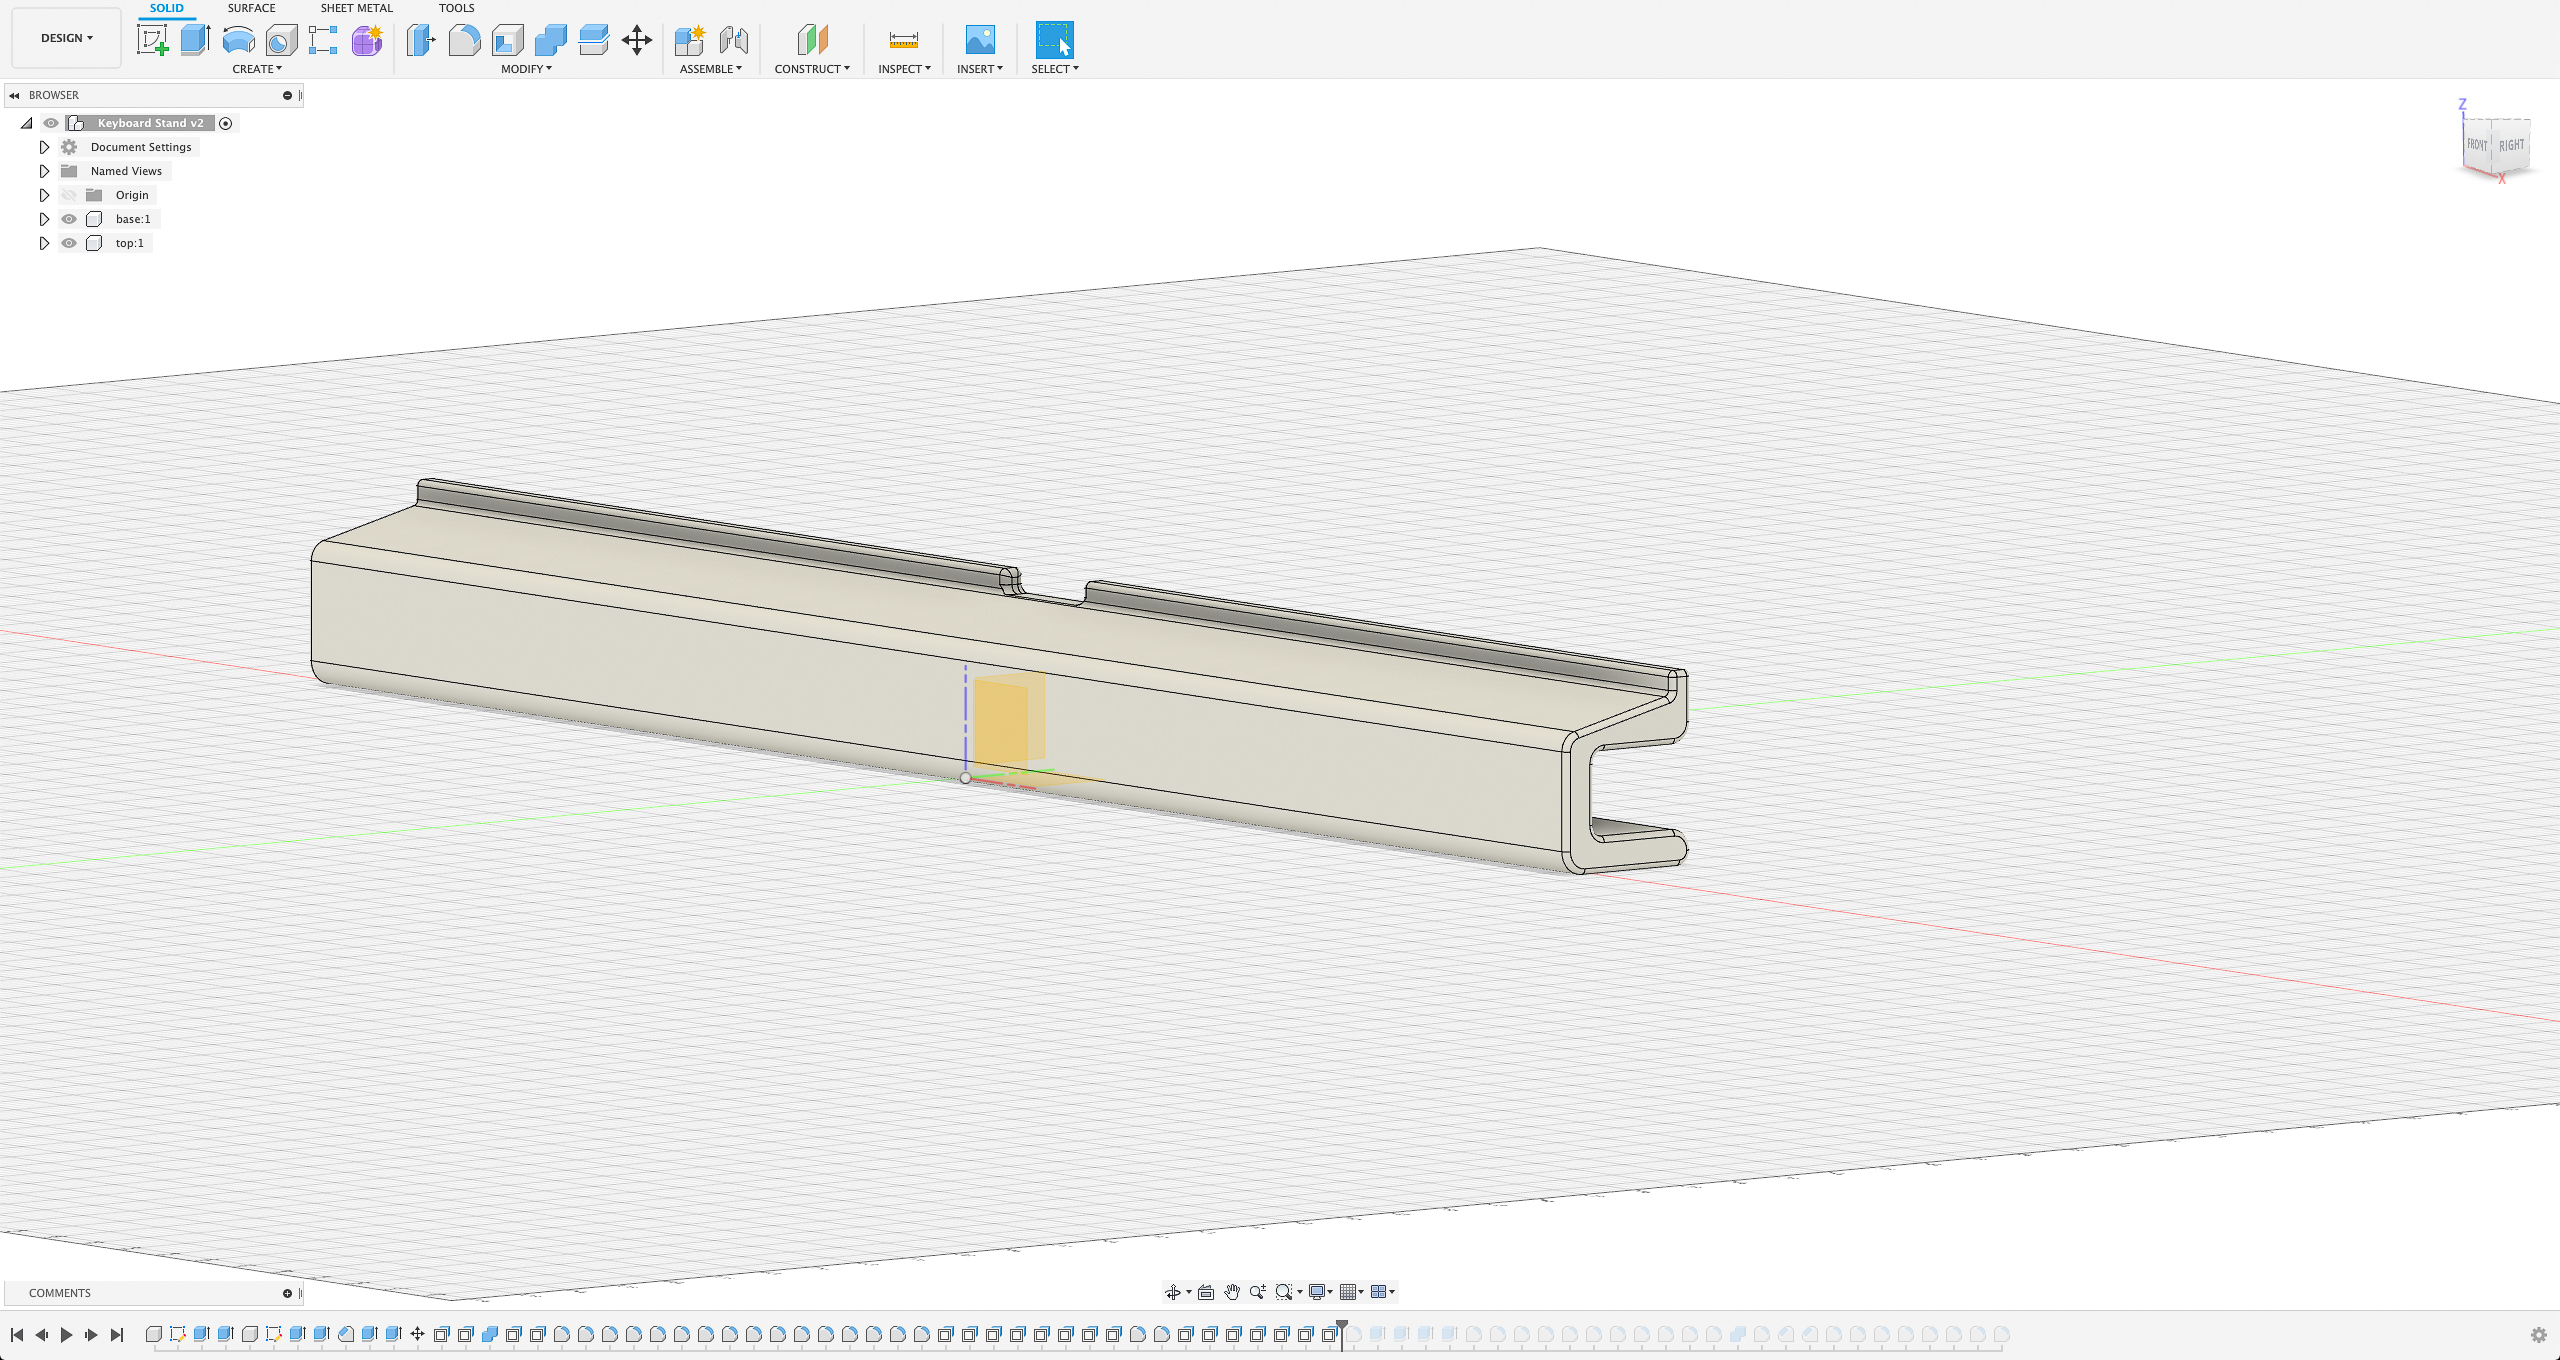 SOLID SURFACE SHEET METAL TOOLS
DESIGN
CREATE MODIFY ASSEMBLE CONSTRUCT INSPECT INSERT SELECT
BROWSER
Keyboard Stand v2
Document Settings
Named Views
Origin
base:1
top:1
Z
FRONT RIGHT
X
COMMENTS